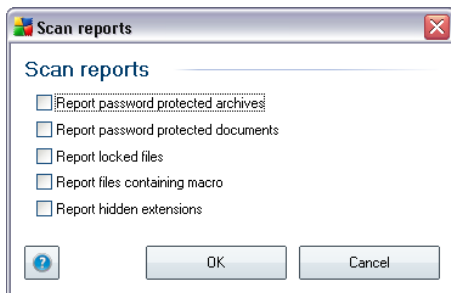 Scan reports
Scan reports
Report password protected archives
Report password protected documents
Report locked files
Report files containing macro
Report hidden extensions
?
OK
Cancel